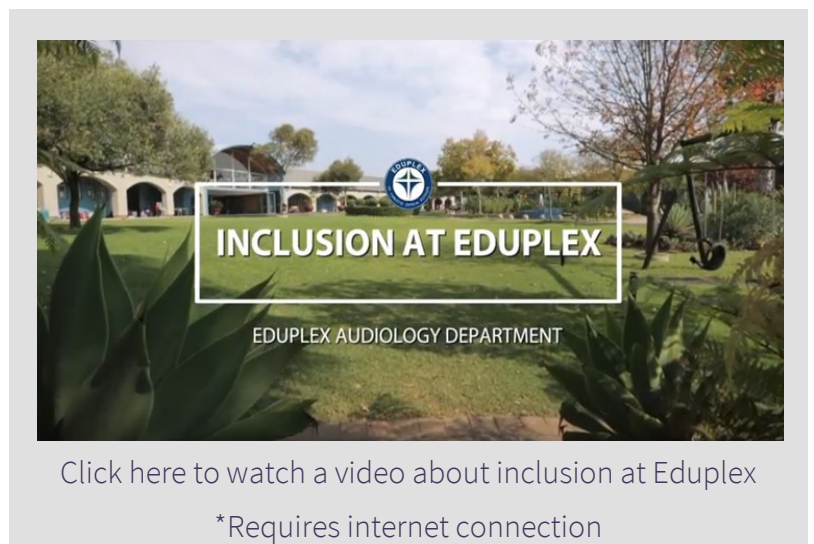 EDUPLEX
INCLUSION AT EDUPLEX
EDUPLEX AUDIOLOGY DEPARTMENT
Click here to watch a video about inclusion at Eduplex
*Requires internet connection